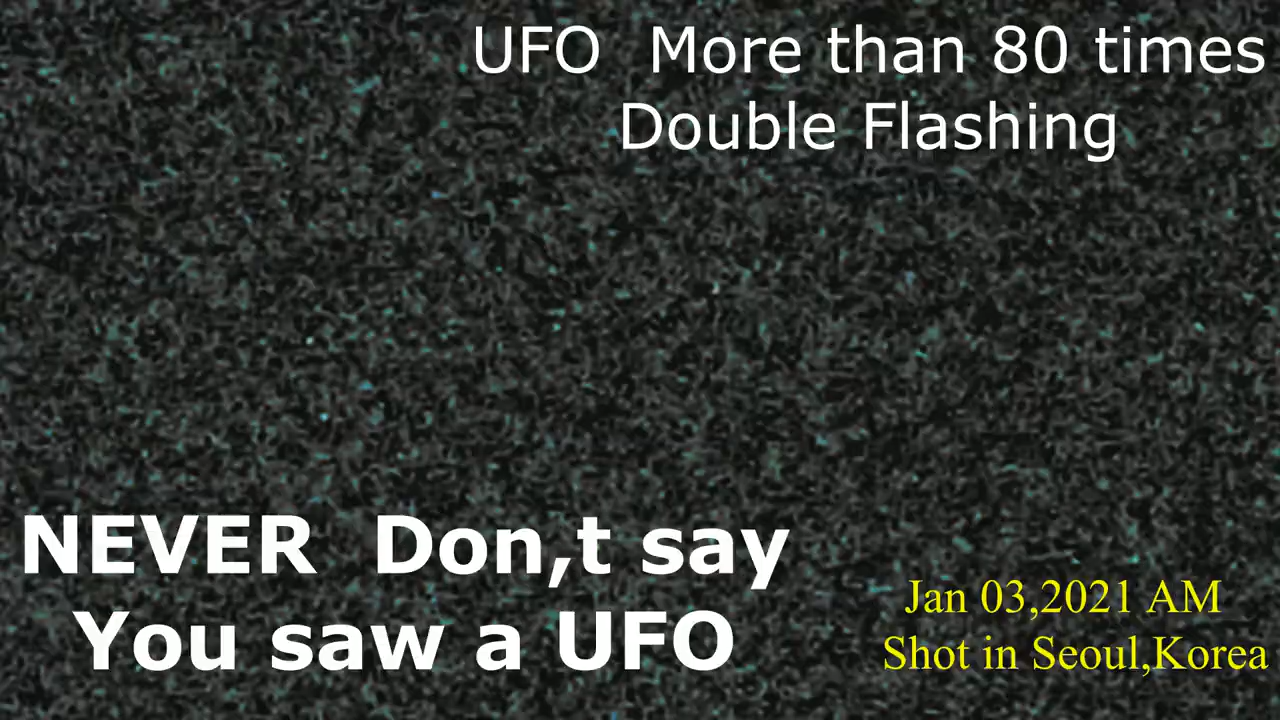 UFO  More than 80 times
Double Flashing
NEVER  Don,t say
You saw a UFO
Jan 03,2021 AM
Shot in Seoul,Korea